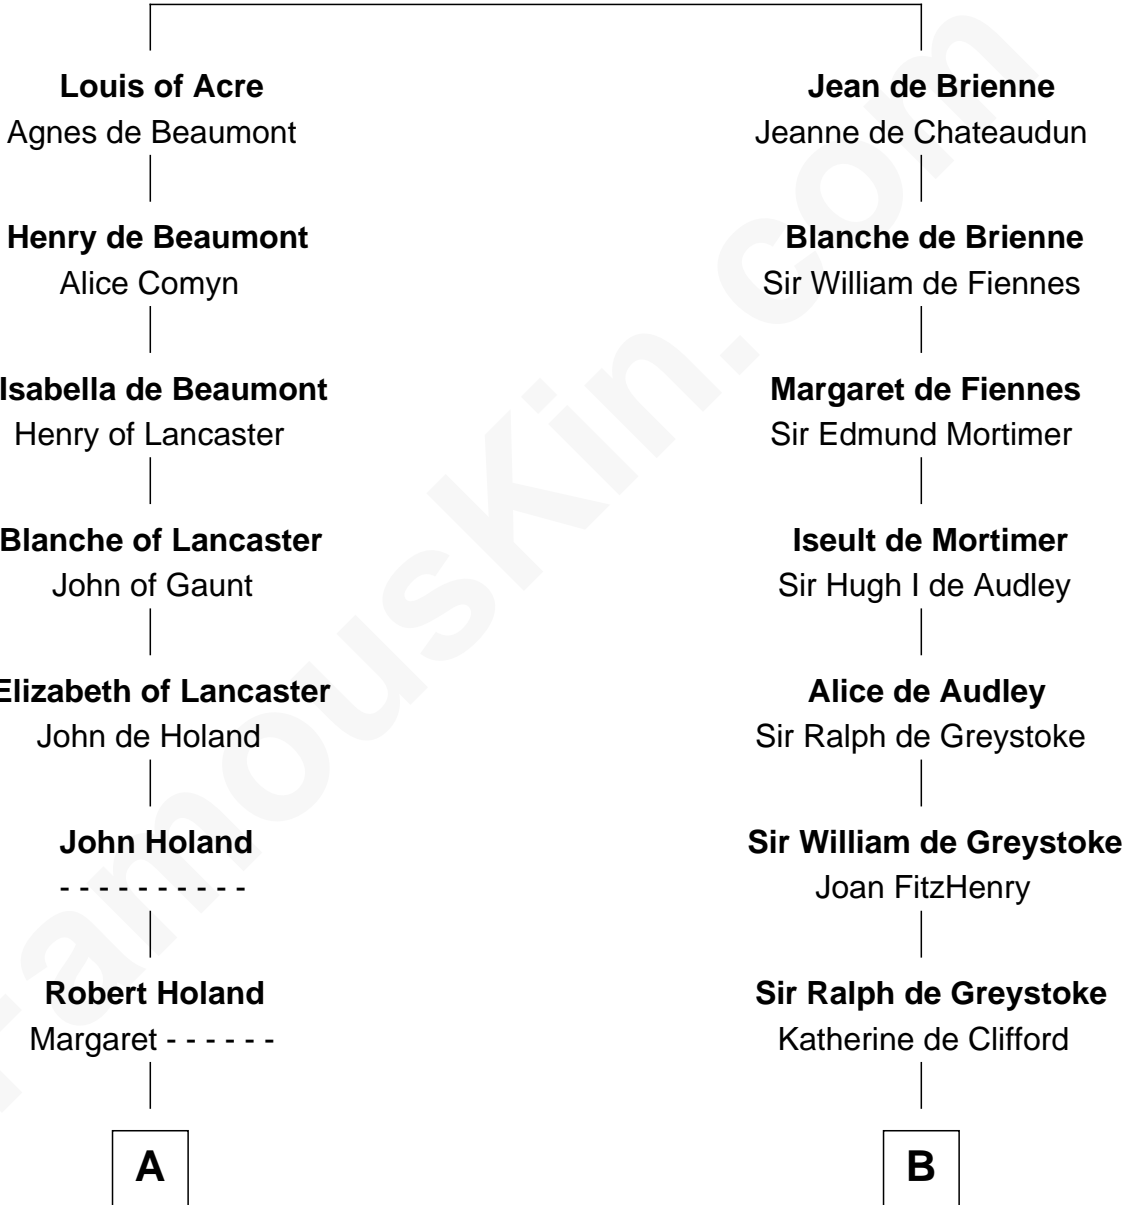 Louis of Acre
Agnes de Beaumont
Henry de Beaumont
Alice Comyn
Isabella de Beaumont
Henry of Lancaster
Blanche of Lancaster
John of Gaunt
Elizabeth of Lancaster
John de Holand
John Holand
- - - - - - - - - -
Robert Holand
Margaret - - - - - -
A
Jean de Brienne
Jeanne de Chateaudun
Blanche de Brienne
Sir William de Fiennes
Margaret de Fiennes
Sir Edmund Mortimer
Iseult de Mortimer
Sir Hugh I de Audley
Alice de Audley
Sir Ralph de Greystoke
Sir William de Greystoke
Joan FitzHenry
Sir Ralph de Greystoke
Katherine de Clifford
B
FamousKin.com